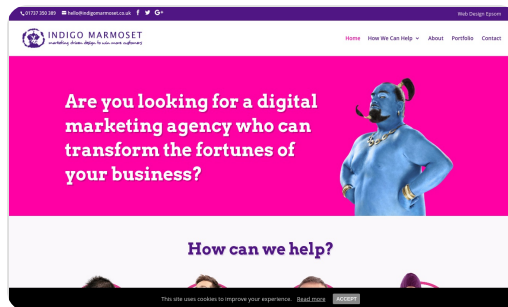 01737 350 389 hello@indigomarmoset.co.uk G+ Web Design Epsom
INDIGO MARMOSET
marketing driven design to win more customers
Home How We Can Help About Portfolio Contact
Are you looking for a digital
marketing agency who can
transform the fortunes of
your business?
How can we help?
This site uses cookies to improve your experience. Read more ACCEPT